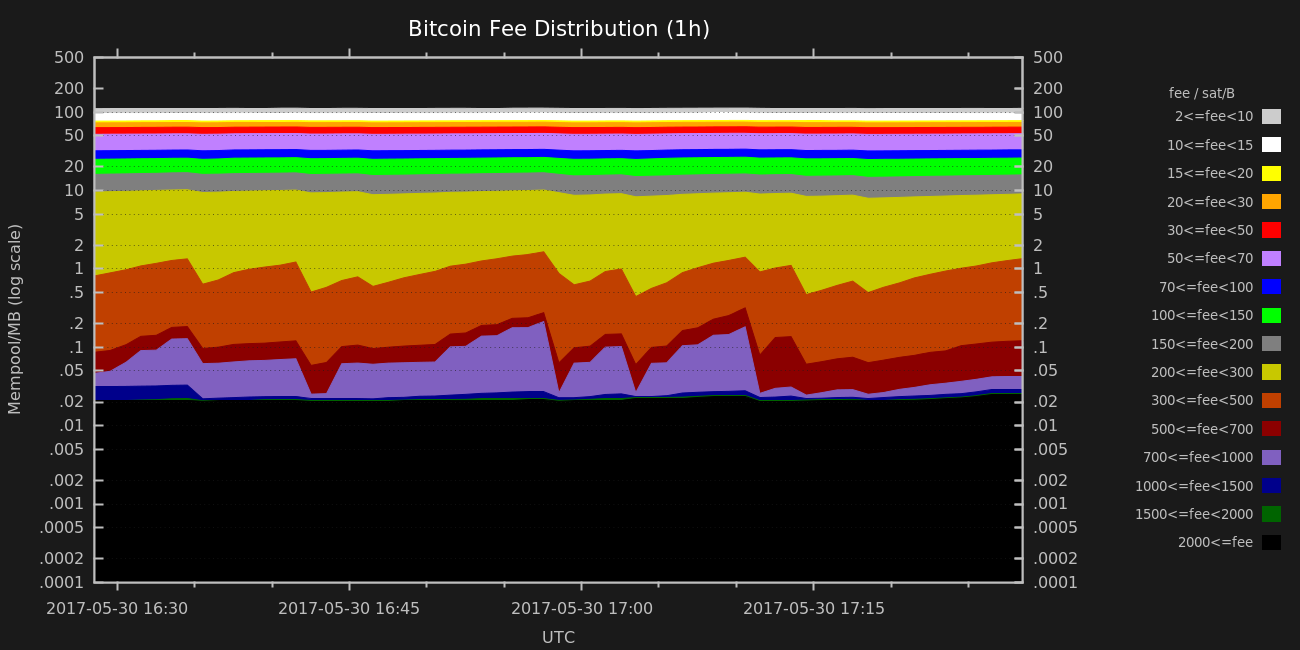 Bitcoin Fee Distribution (1h)
Mempool/MB (log scale)
500
200
100
50
20
10
5
2
1
.5
.2
.1
.05
.02
.01
.005
.002
.001
.0005
.0002
.0001
500
200
100
50
20
10
5
2
1
.5
.2
.1
.05
.02
.01
.005
.002
.001
.0005
.0002
.0001
2017-05-30 16:30 2017-05-30 16:45 2017-05-30 17:00 2017-05-30 17:15
UTC
fee / sat/B
2<=fee<10
10<=fee<15
15<=fee<20
20<=fee<30
30<=fee<50
50<=fee<70
70<=fee<100
100<=fee<150
150<=fee<200
200<=fee<300
300<=fee<500
500<=fee<700
700<=fee<1000
1000<=fee<1500
1500<=fee<2000
2000<=fee